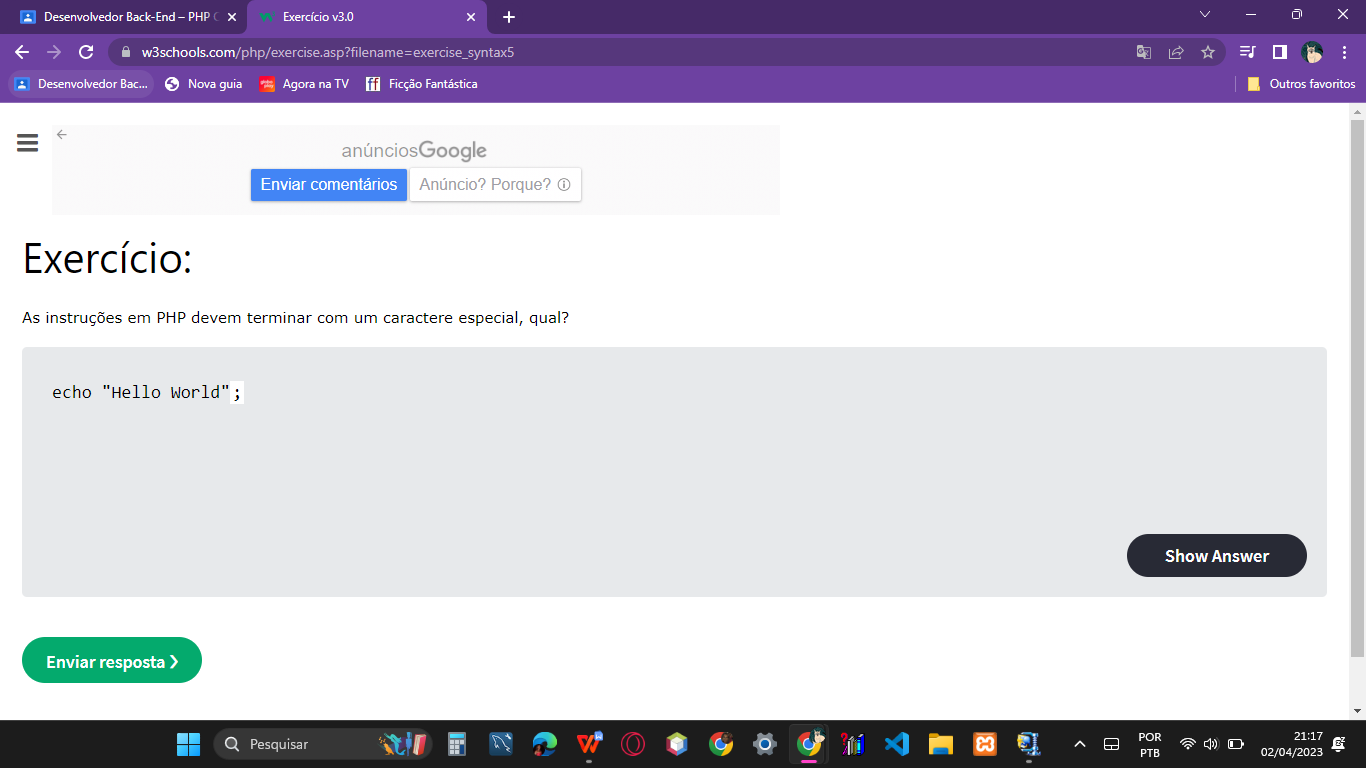 Desenvolvedor Back-End – PHP C
Exercício v3.0
w3schools.com/php/exercise.asp?filename=exercise_syntax5
Desenvolvedor Bac...
Nova guia
Agora na TV
ff
Ficção Fantástica
Outros favoritos
anúnciosGoogle
Enviar comentários
Anúncio? Porque?
Exercício:
As instruções em PHP devem terminar com um caractere especial, qual?
echo "Hello World";
Show Answer
Enviar resposta ❯
Pesquisar
POR
PTB
21:17
02/04/2023